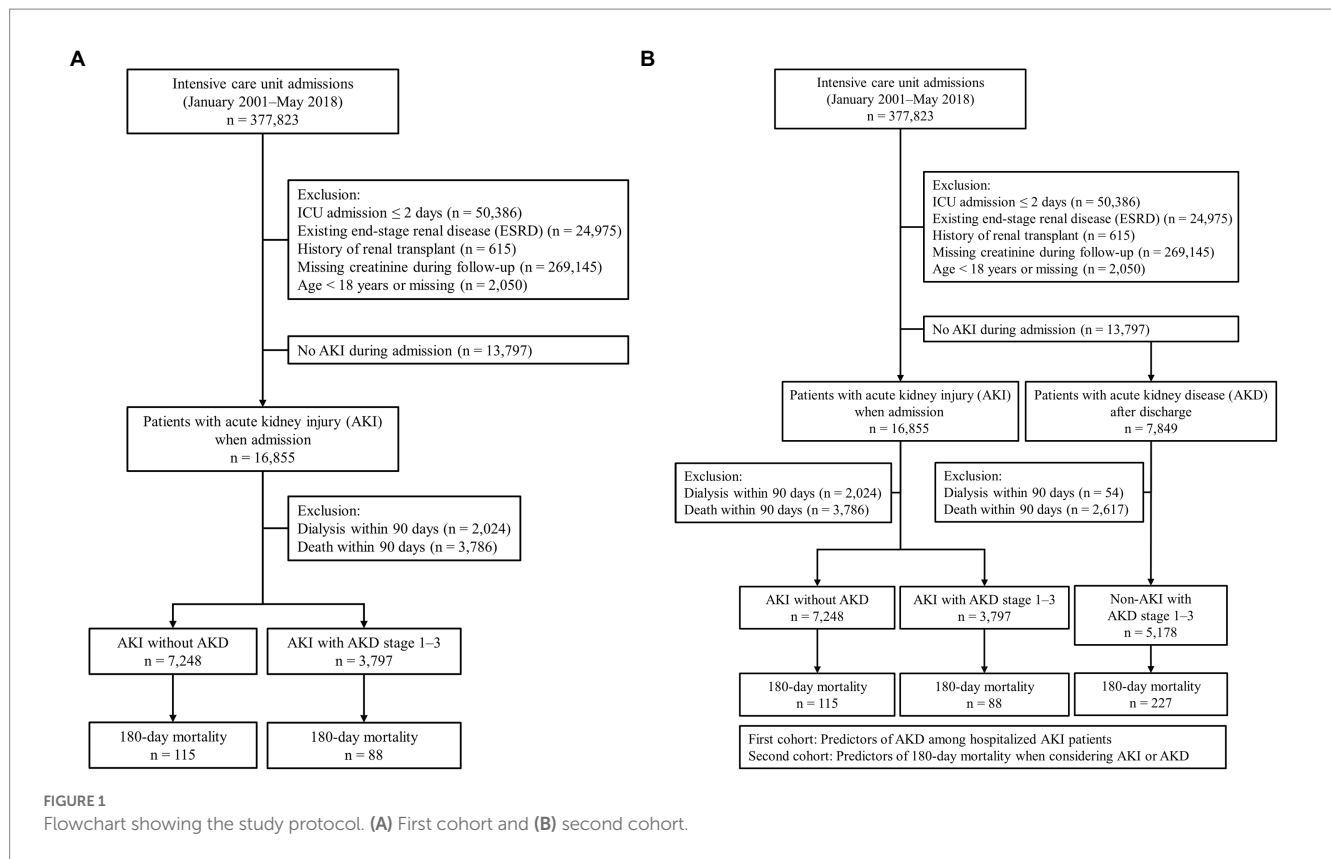 A
Intensive care unit admissions
(January 2001–May 2018)
n = 377,823
Exclusion:
ICU admission ≤ 2 days (n = 50,386)
Existing end-stage renal disease (ESRD) (n = 24,975)
History of renal transplant (n = 615)
Missing creatinine during follow-up (n = 269,145)
Age < 18 years or missing (n = 2,050)
No AKI during admission (n = 13,797)
Patients with acute kidney injury (AKI)
when admission
n = 16,855
Exclusion:
Dialysis within 90 days (n = 2,024)
Death within 90 days (n = 3,786)
AKI without AKD
n = 7,248
AKI with AKD stage 1–3
n = 3,797
180-day mortality
n = 115
180-day mortality
n = 88
B
Intensive care unit admissions
(January 2001–May 2018)
n = 377,823
Exclusion:
ICU admission ≤ 2 days (n = 50,386)
Existing end-stage renal disease (ESRD) (n = 24,975)
History of renal transplant (n = 615)
Missing creatinine during follow-up (n = 269,145)
Age < 18 years or missing (n = 2,050)
No AKI during admission (n = 13,797)
Patients with acute kidney injury (AKI)
when admission
n = 16,855
Patients with acute kidney disease (AKD)
after discharge
n = 7,849
Exclusion:
Dialysis within 90 days (n = 2,024)
Death within 90 days (n = 3,786)
Exclusion:
Dialysis within 90 days (n = 54)
Death within 90 days (n = 2,617)
AKI without AKD
n = 7,248
AKI with AKD stage 1–3
n = 3,797
Non-AKI with
AKD stage 1–3
n = 5,178
180-day mortality
n = 115
180-day mortality
n = 88
180-day mortality
n = 227
First cohort: Predictors of AKD among hospitalized AKI patients
Second cohort: Predictors of 180-day mortality when considering AKI or AKD
FIGURE 1
Flowchart showing the study protocol. (A) First cohort and (B) second cohort.